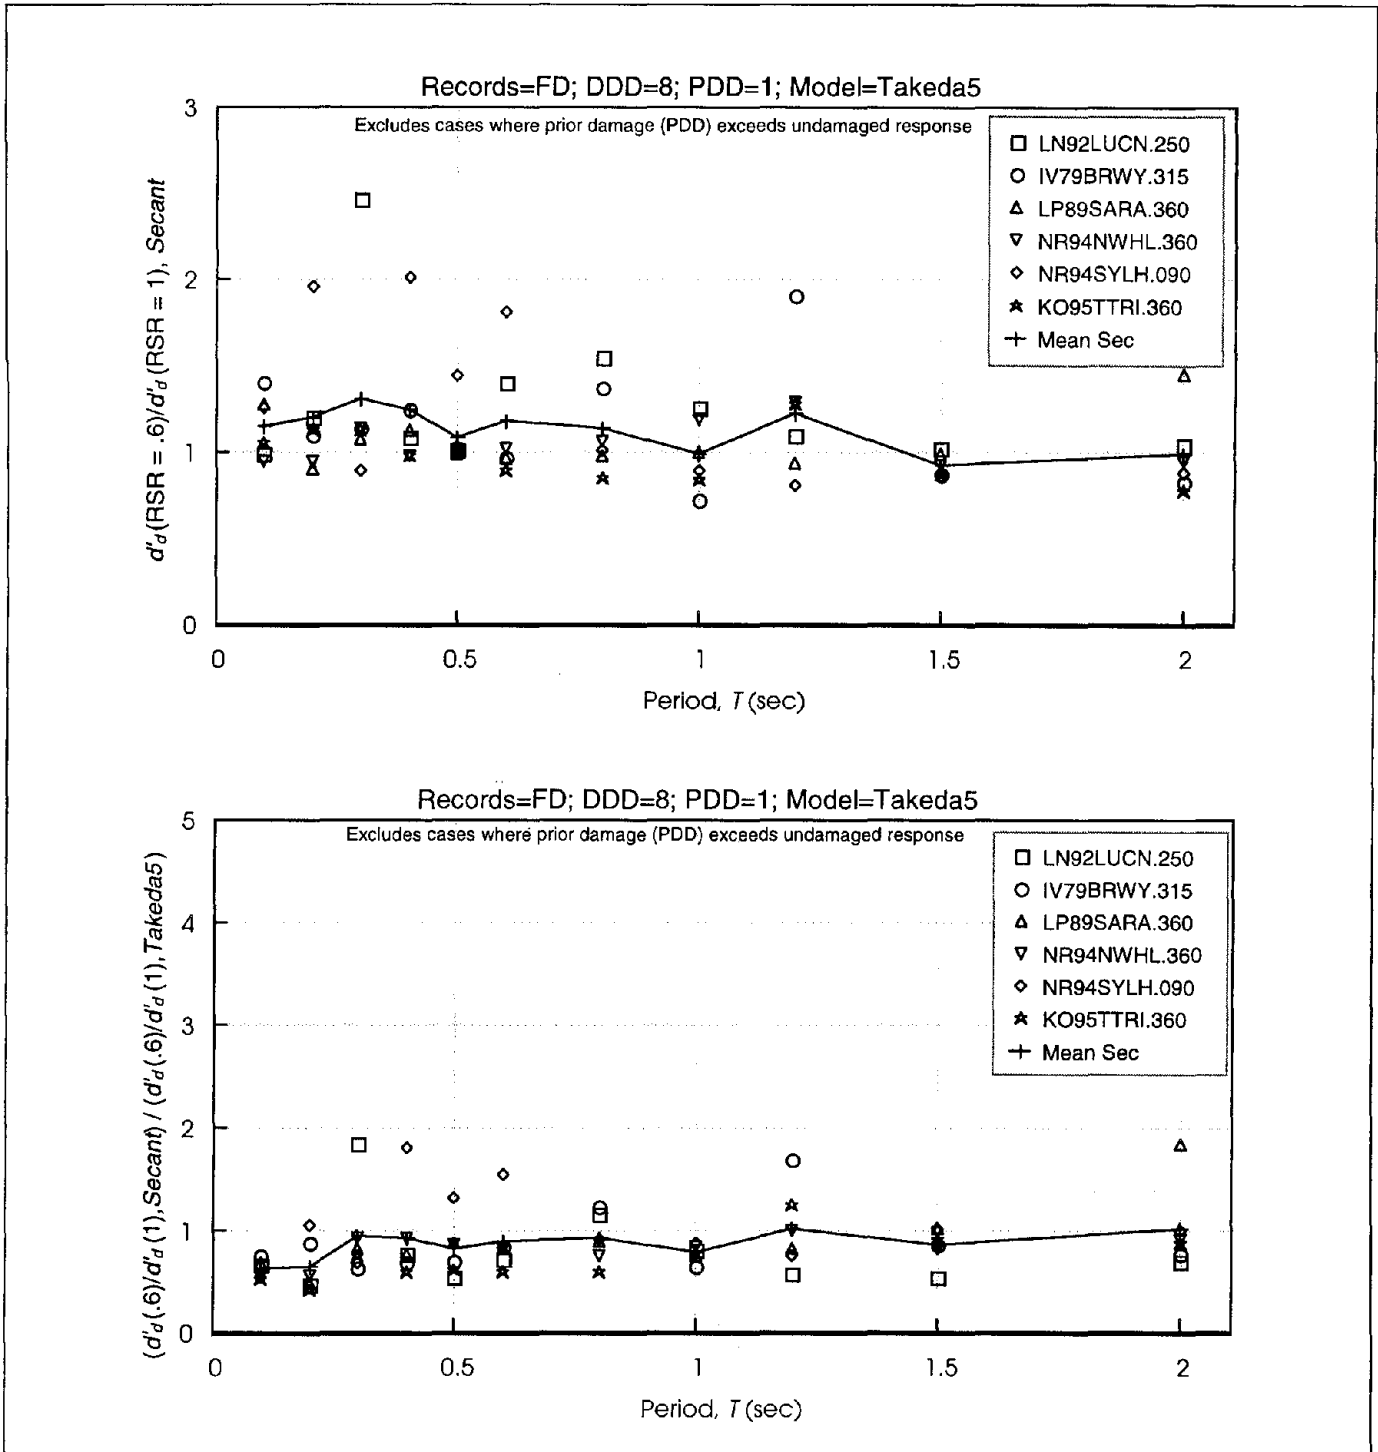 Records=FD; DDD=8; PDD=1; Model=Takeda5
Excludes cases where prior damage (PDD) exceeds undamaged response
d'd (RSR = .6)/d'd (RSR = 1), Secant
3
2
1
0
LN92LUCN.250
IV79BRWY.315
LP89SARA.360
NR94NWHL.360
NR94SYLH.090
KO95TTRI.360
Mean Sec
0 0.5 1 1.5 2
Period, T (sec)
Records=FD; DDD=8; PDD=1; Model=Takeda5
Excludes cases where prior damage (PDD) exceeds undamaged response
(d'd (.6)/d'd (1), Secant) / (d'd (.6)/d'd (1), Takeda5)
5
4
3
2
1
0
LN92LUCN.250
IV79BRWY.315
LP89SARA.360
NR94NWHL.360
NR94SYLH.090
KO95TTRI.360
Mean Sec
0 0.5 1 1.5 2
Period, T (sec)